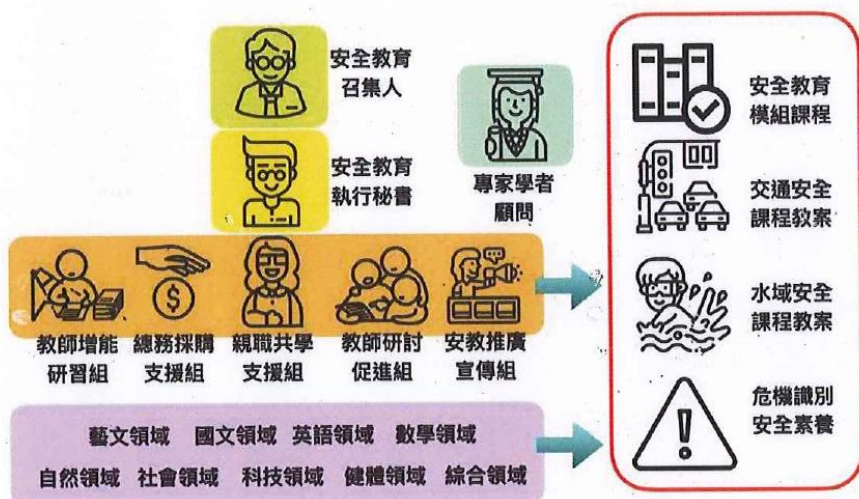 安全教育
召集人
安全教育
執行秘書
專家學者
顧問
教師增能
研習組
總務採購
支援組
親職共學
支援組
教師研討
促進組
安教推廣
宣傳組
藝文領域 國文領域 英語領域 數學領域
自然領域 社會領域 科技領域 健體領域 綜合領域
安全教育
模組課程
交通安全
課程教案
水域安全
課程教案
危機識別
安全素養